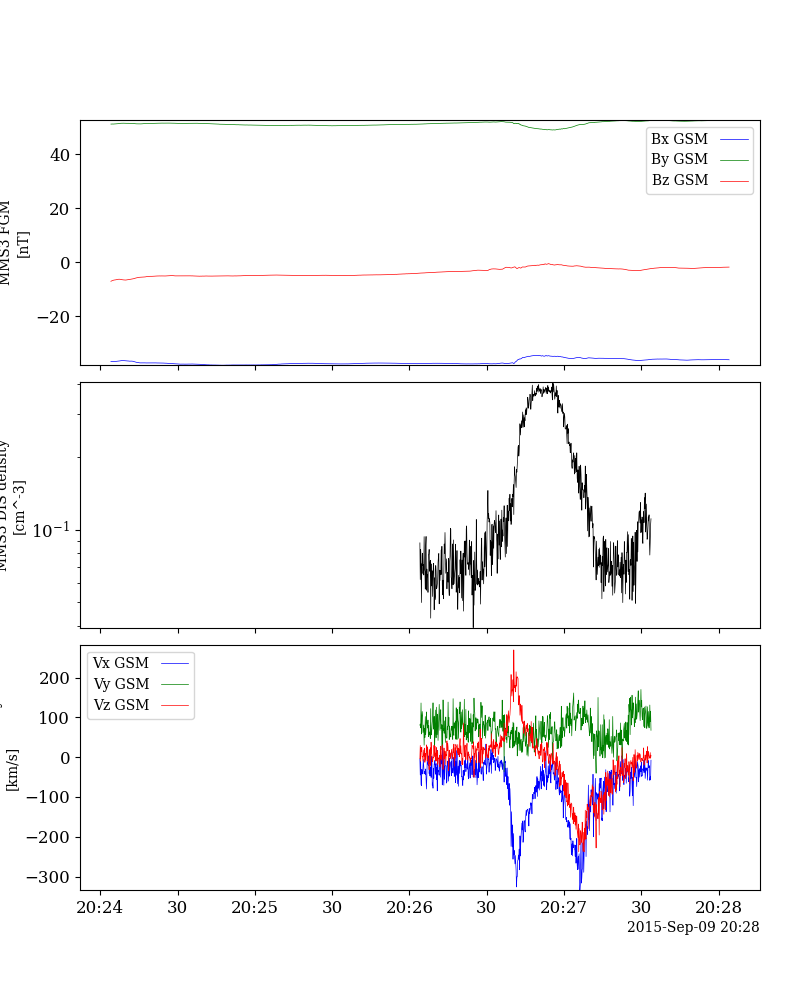 MMS3 FGM
[nT]
40
20
0
−20
Bx GSM
By GSM
Bz GSM
MMS3 DIS density
[cm^-3]
10^{-1}
[km/s]
200
100
0
−100
−200
−300
Vx GSM
Vy GSM
Vz GSM
20:24 30 20:25 30 20:26 30 20:27 30 20:28
2015-Sep-09 20:28